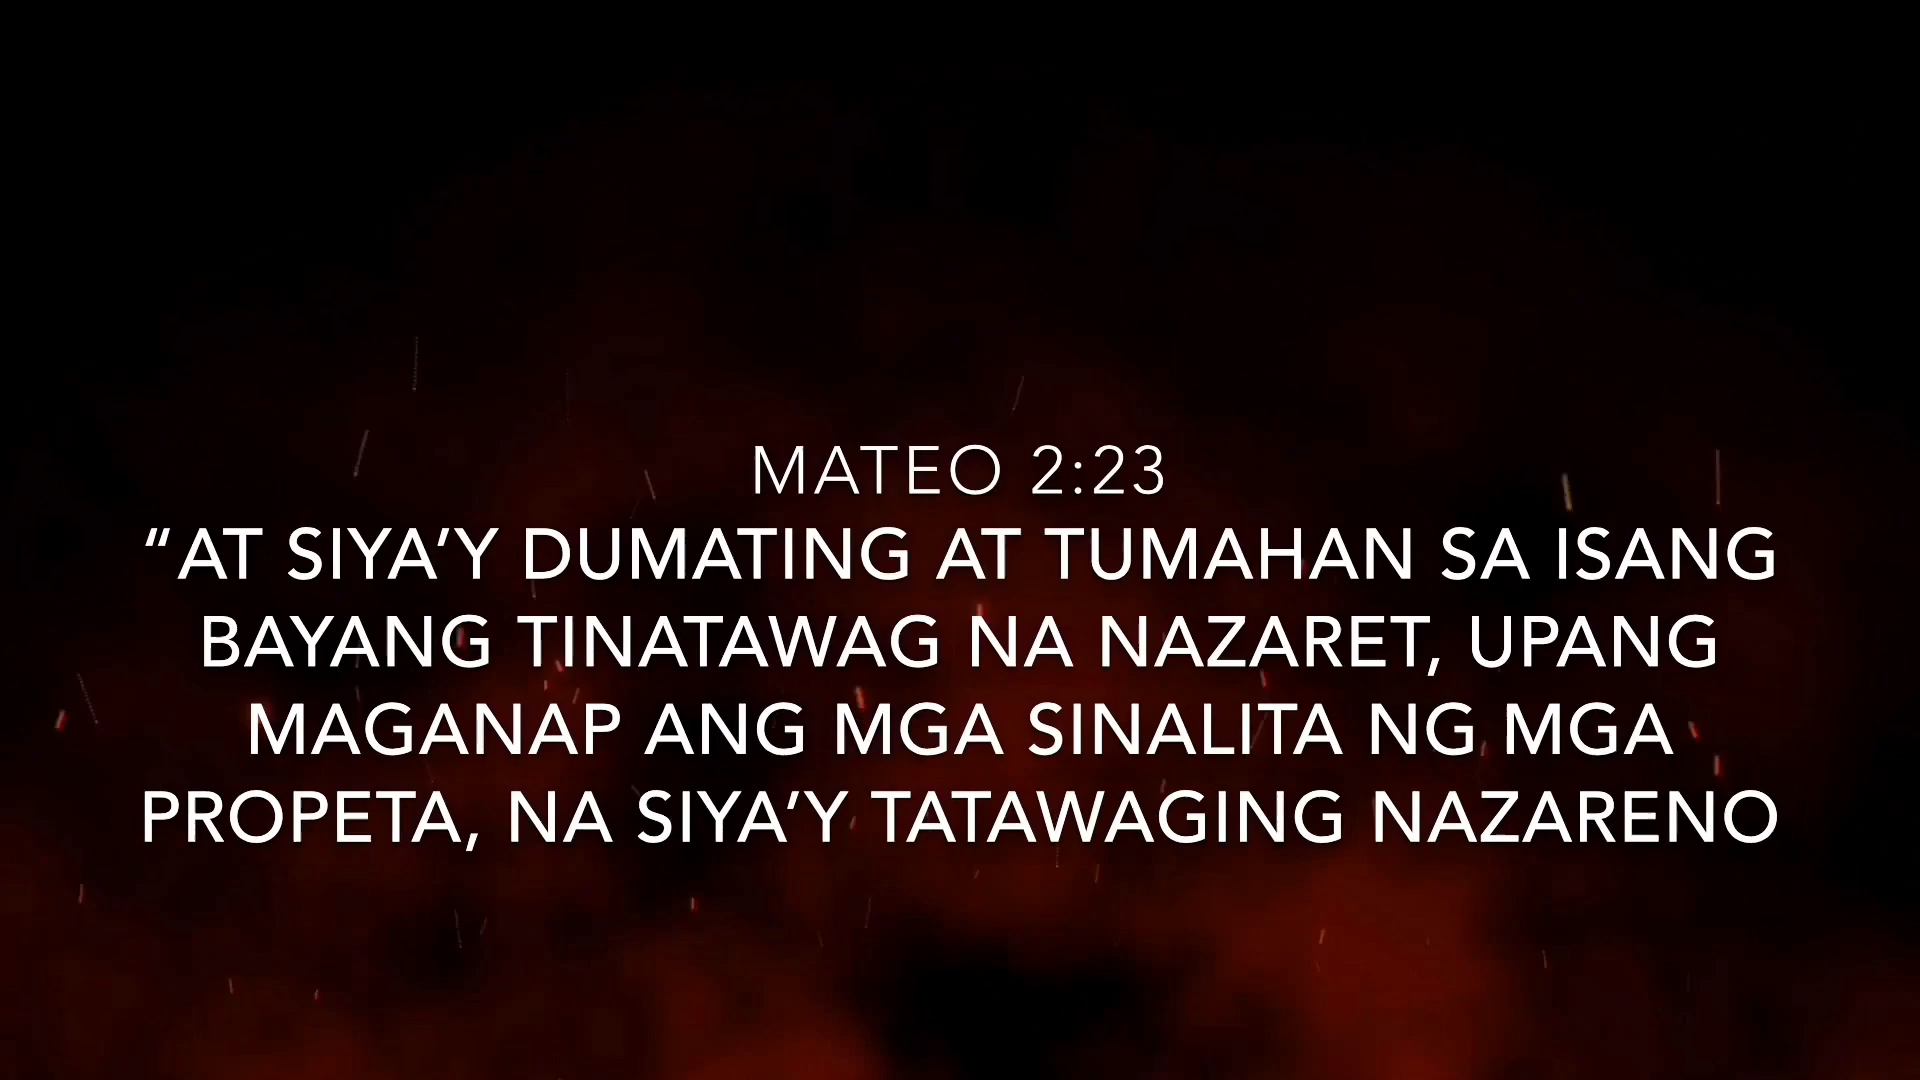 MATEO 2:23
“AT SIYA’Y DUMATING AT TUMAHAN SA ISANG
BAYANG TINATAWAG NA NAZARET, UPANG
MAGANAP ANG MGA SINALITA NG MGA
PROPETA, NA SIYA’Y TATAWAGING NAZARENO